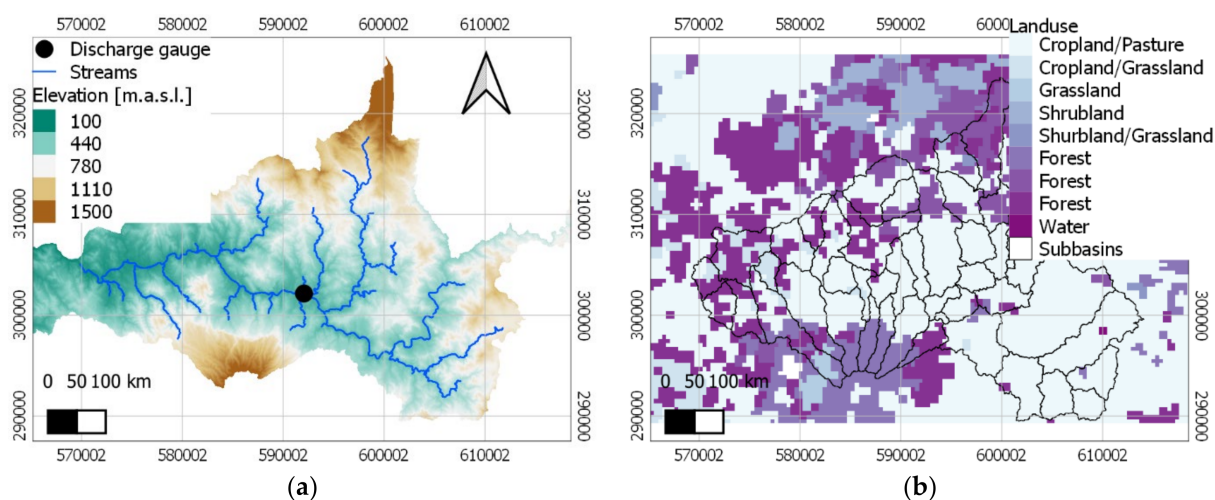 570002 580002 590002 600002 610002
Discharge gauge
Streams
Elevation [m.a.s.l.]
100
440
780
1110
1500
320000
310000
300000
290000
320000
310000
300000
290000
0 50 100 km
570002 580002 590002 600002 610002
(a)
570002 580002 590002 600002
Landuse
Cropland/Pasture
Cropland/Grassland
Grassland
Shrubland
Shurbland/Grassland
Forest
Forest
Forest
Water
Subbasins
320000
310000
300000
290000
300000
290000
0 50 100 km
570002 580002 590002 600002 610002
(b)